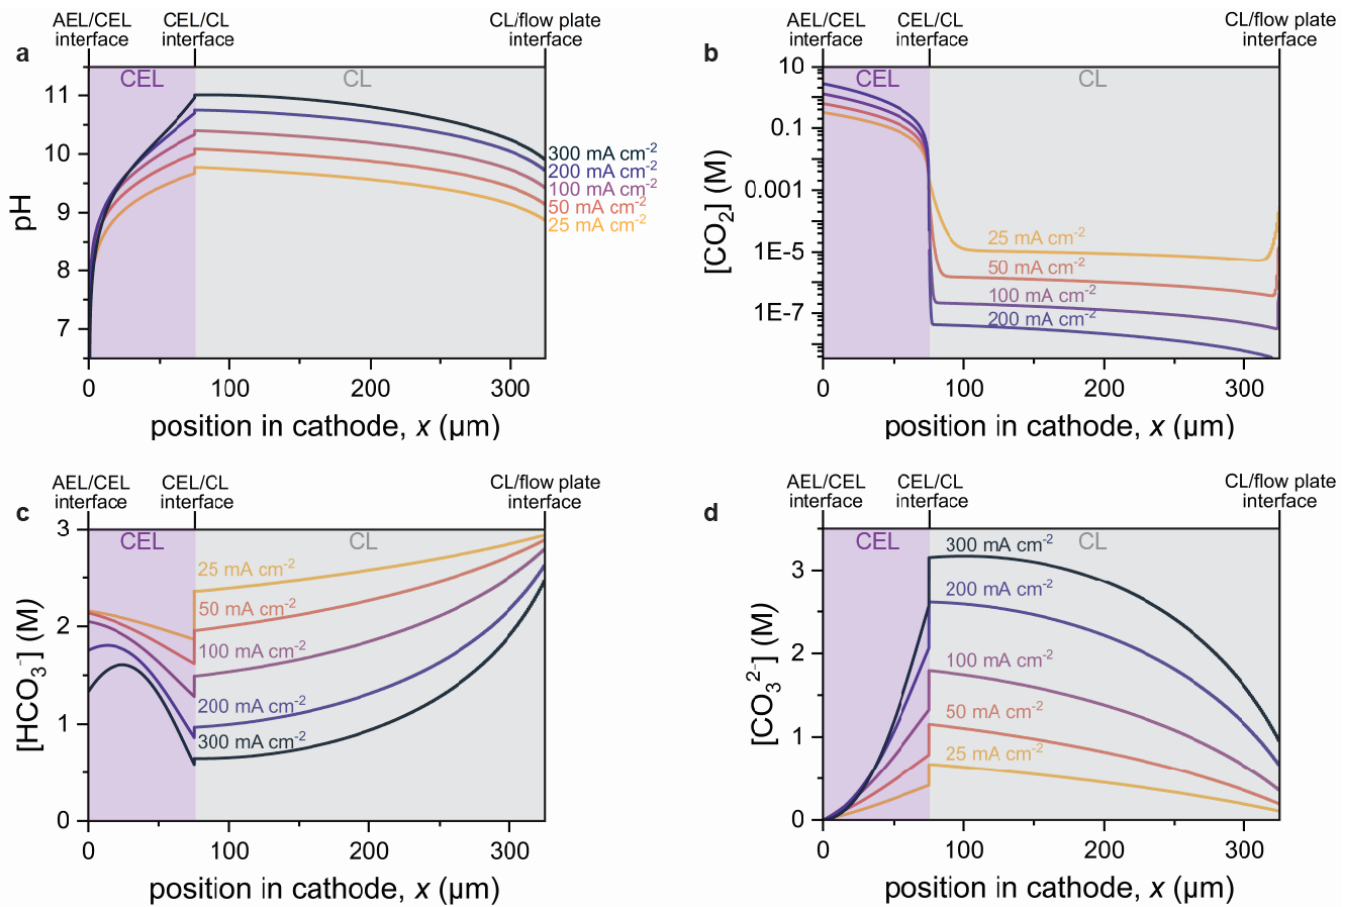 a
AEL/CEL interface
CEL/CL interface
CL/flow plate interface
CEL
CL
pH
11
10
9
8
7
300 mA cm-2
200 mA cm-2
100 mA cm-2
50 mA cm-2
25 mA cm-2
0
100
200
300
position in cathode, x (µm)
b
AEL/CEL interface
CEL/CL interface
CL/flow plate interface
CEL
CL
[CO2] (M)
10
0.1
0.001
1E-5
1E-7
25 mA cm-2
50 mA cm-2
100 mA cm-2
200 mA cm-2
0
100
200
300
position in cathode, x (µm)
c
AEL/CEL interface
CEL/CL interface
CL/flow plate interface
CEL
CL
[HCO3-] (M)
3
2
1
0
25 mA cm-2
50 mA cm-2
100 mA cm-2
200 mA cm-2
300 mA cm-2
0
100
200
300
position in cathode, x (µm)
d
AEL/CEL interface
CEL/CL interface
CL/flow plate interface
CEL
CL
[CO32-] (M)
3
2
1
0
300 mA cm-2
200 mA cm-2
100 mA cm-2
50 mA cm-2
25 mA cm-2
0
100
200
300
position in cathode, x (µm)